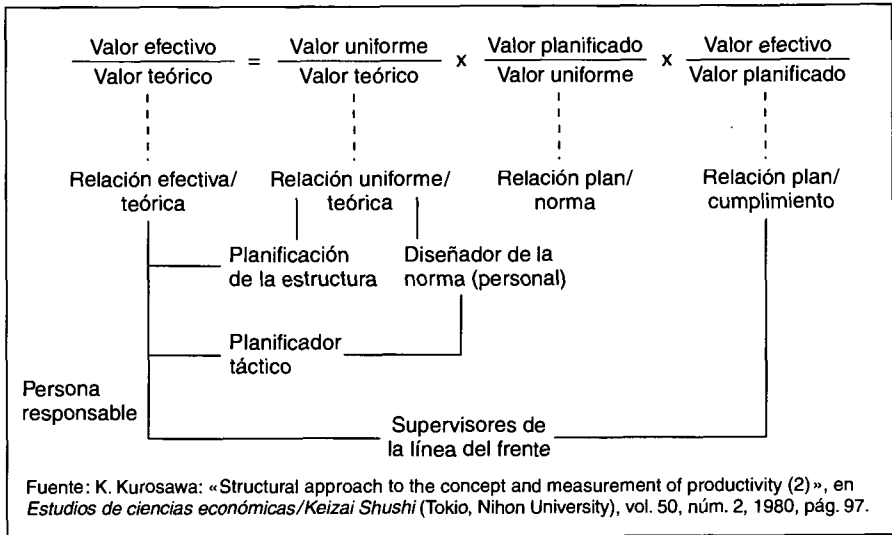 Valor efectivo = Valor uniforme x Valor planificado x Valor efectivo
Valor teórico Valor teórico Valor uniforme Valor planificado
Relación efectiva/ Relación uniforme/ Relación plan/ Relación plan/
teórica teórica norma cumplimiento
Planificación Diseñador de la
de la estructura norma (personal)
Planificador
táctico
Persona
responsable
Supervisores de
la línea del frente
Fuente: K. Kurosawa: «Structural approach to the concept and measurement of productivity (2)», en
Estudios de ciencias económicas/Keizai Shushi (Tokio, Nihon University), vol. 50, núm. 2, 1980, pág. 97.